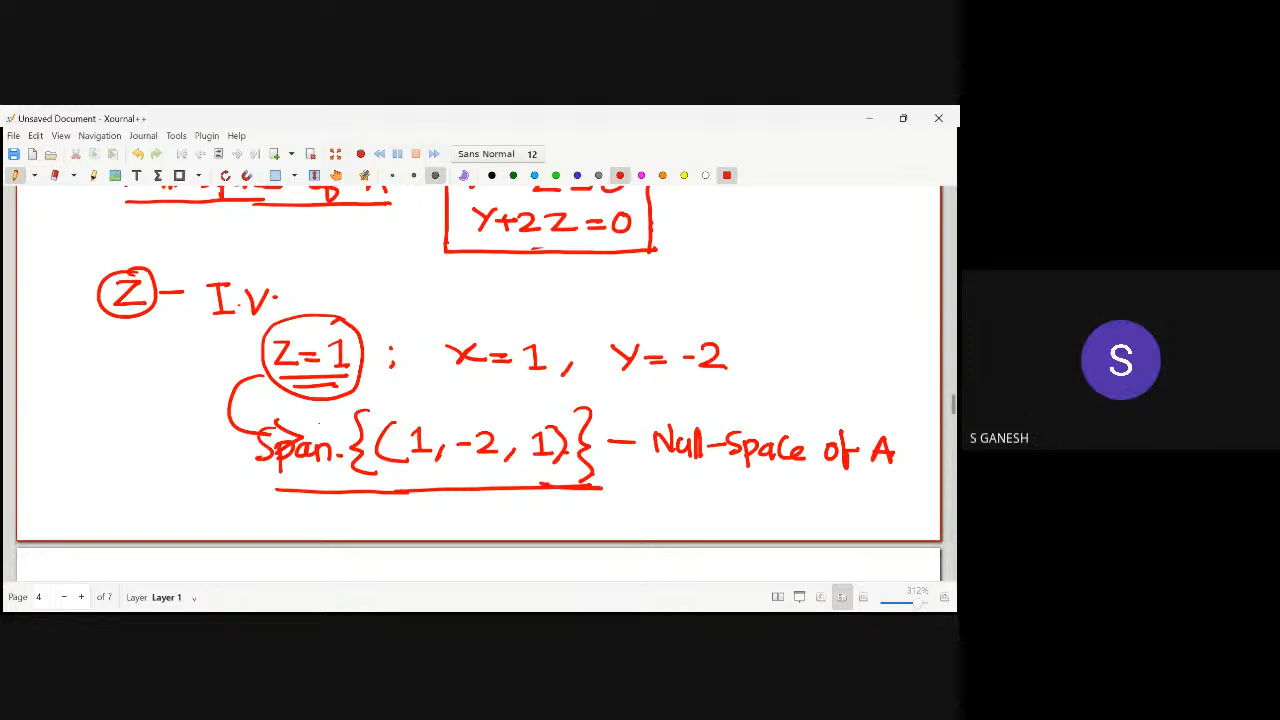 Unsaved Document - Xournal++
File Edit View Navigation Journal Tools Plugin Help
Sans Normal 12
Y+2Z=0
Z - I.V.
Z=1 ; X=1, Y=-2
Span.{(1,-2,1)} - Null-Space of A
S GANESH
Page 4 - + of 7 Layer Layer 1 312%